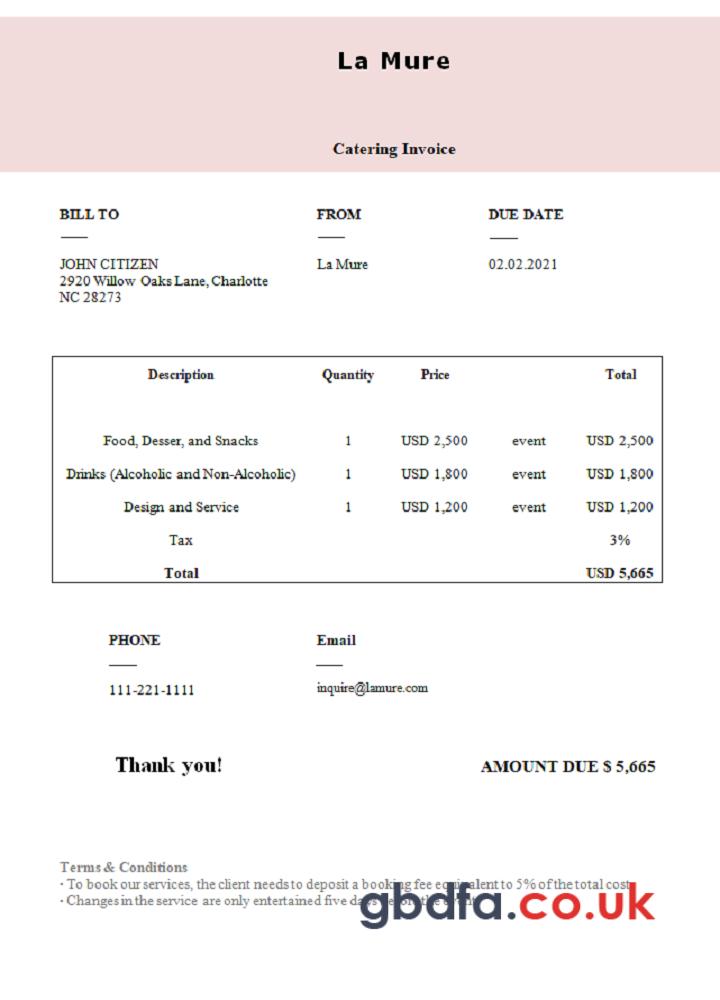 La Mure
Catering Invoice
BILL TO FROM DUE DATE
JOHN CITIZEN La Mure 02.02.2021
2920 Willow Oaks Lane, Charlotte
NC 28273
Description Quantity Price Total
Food, Desser, and Snacks 1 USD 2,500 event USD 2,500
Drinks (Alcoholic and Non-Alcoholic) 1 USD 1,800 event USD 1,800
Design and Service 1 USD 1,200 event USD 1,200
Tax 3%
Total USD 5,665
PHONE Email
111-221-1111 inquire@lamure.com
Thank you! AMOUNT DUE $ 5,665
Terms & Conditions
· To book our services, the client needs to deposit a booking fee equivalent to 5% of the total cost
· Changes in the service are only entertained five days before the event
gbdfa.co.uk